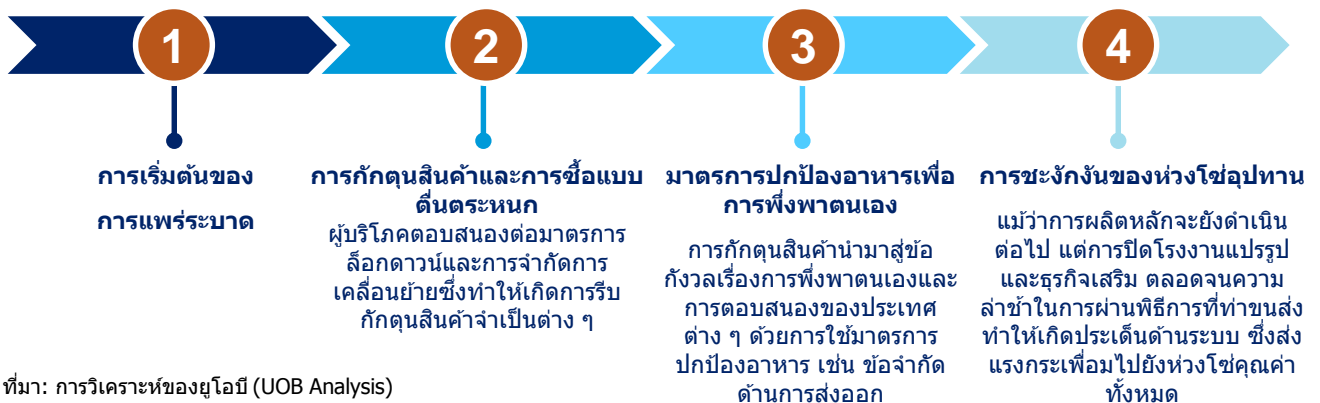 1
2
3
4
การเริ่มต้นของ
การแพร่ระบาด
การกักตุนสินค้าและการซื้อแบบ
ตื่นตระหนก
ผู้บริโภคตอบสนองต่อมาตรการ
ล็อกดาวน์และการจำกัดการ
เคลื่อนย้ายซึ่งทำให้เกิดการรีบ
กักตุนสินค้าจำเป็นต่าง ๆ
มาตรการปกป้องอาหารเพื่อ
การพึ่งพาตนเอง
การกักตุนสินค้านำมาสู่ข้อ
กังวลเรื่องการพึ่งพาตนเองและ
การตอบสนองของประเทศ
ต่าง ๆ ด้วยการใช้มาตรการ
ปกป้องอาหาร เช่น ข้อจำกัด
ด้านการส่งออก
การชะงักงันของห่วงโซ่อุปทาน
แม้ว่าการผลิตหลักจะยังดำเนิน
ต่อไป แต่การปิดโรงงานแปรรูป
และธุรกิจเสริม ตลอดจนความ
ล่าช้าในการผ่านพิธีการที่ท่าขนส่ง
ทำให้เกิดประเด็นด้านระบบ ซึ่งส่ง
แรงกระเพื่อมไปยังห่วงโซ่คุณค่า
ทั้งหมด
ที่มา: การวิเคราะห์ของยูโอบี (UOB Analysis)